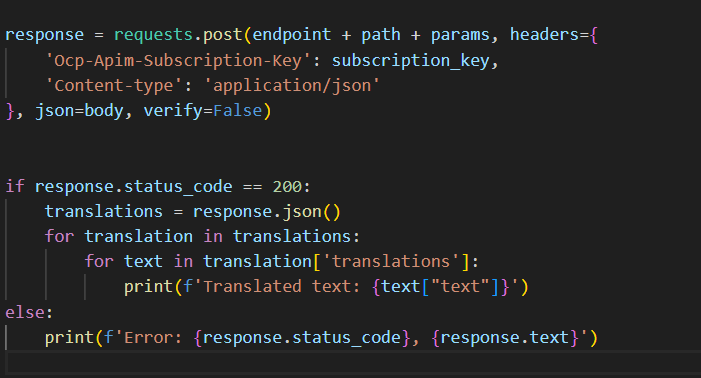 response = requests.post(endpoint + path + params, headers={
    'Ocp-Apim-Subscription-Key': subscription_key,
    'Content-type': 'application/json'
}, json=body, verify=False)
if response.status_code == 200:
    translations = response.json()
    for translation in translations:
        for text in translation['translations']:
            print(f'Translated text: {text["text"]}')
else:
    print(f'Error: {response.status_code}, {response.text}')